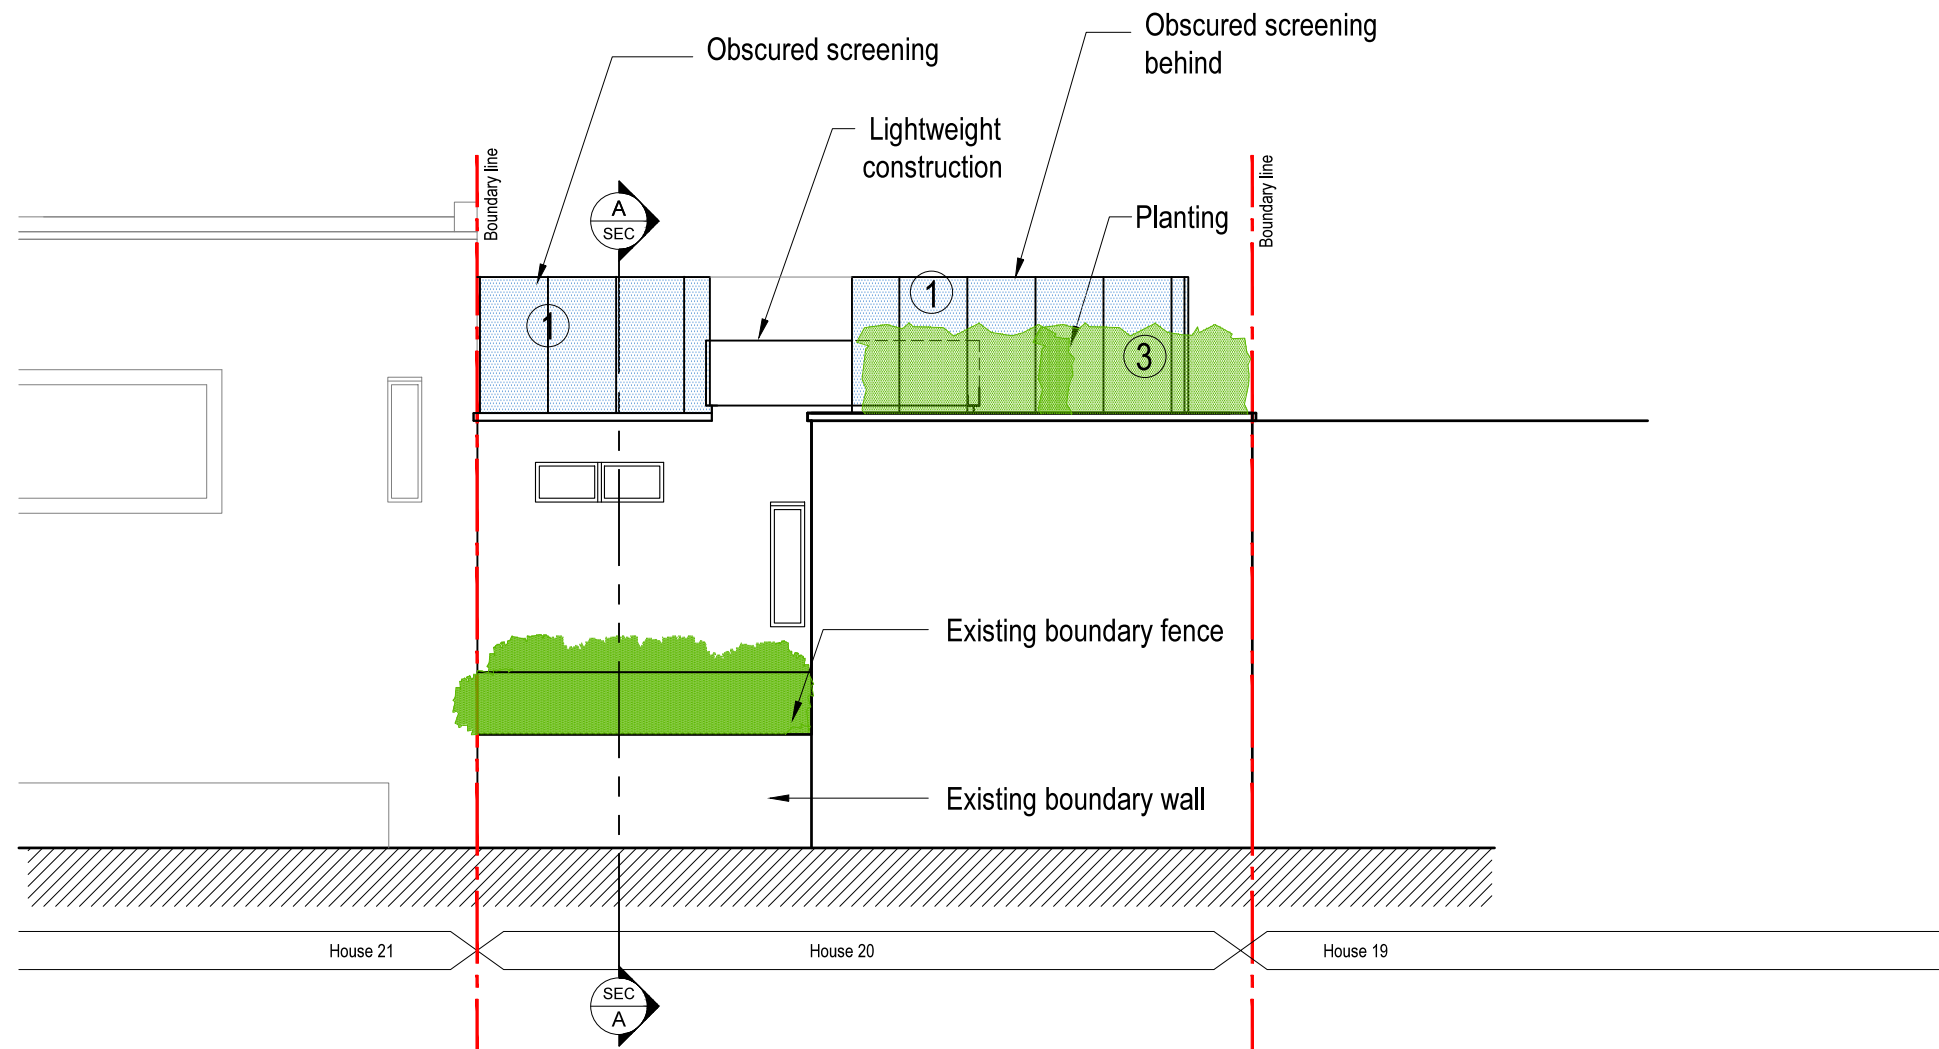 Obscured screening
Obscured screening
behind
Lightweight
construction
Boundary line
Boundary line
A
SEC
Planting
1
1
3
Existing boundary fence
Existing boundary wall
House 21
House 20
House 19
SEC
A